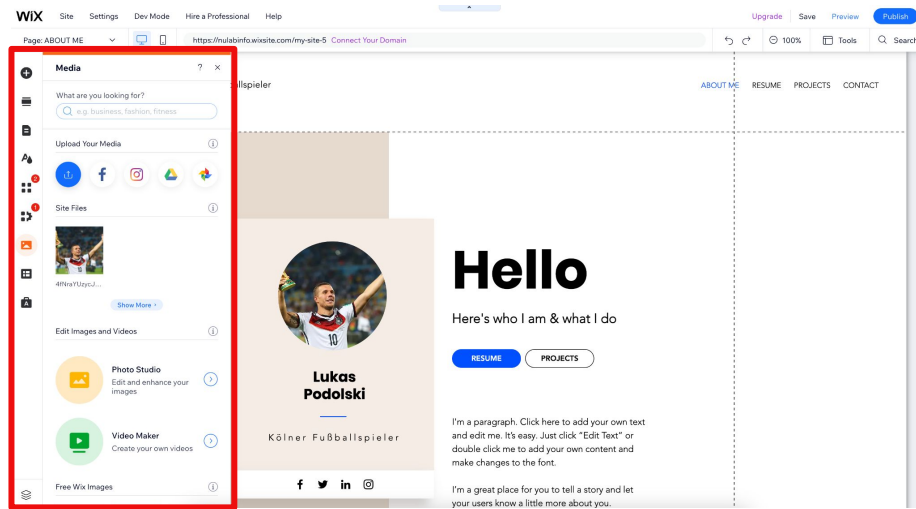 WiX Site Settings Dev Mode Hire a Professional Help Upgrade Save Preview Publish
Page: ABOUT ME https://nulabinfo.wixsite.com/my-site-5 Connect Your Domain 100% Tools Search
Media ? ×
What are you looking for?
e.g. business, fashion, fitness
Upload Your Media
Site Files
2
1
4fNraYUzycJ...
Show More >
Edit Images and Videos
Photo Studio
Edit and enhance your
images
Video Maker
Create your own videos
Free Wix Images
allspieler
ABOUT ME RESUME PROJECTS CONTACT
10
Lukas
Podolski
Kölner Fußballspieler
Hello
Here's who I am & what I do
RESUME PROJECTS
I'm a paragraph. Click here to add your own text
and edit me. It's easy. Just click "Edit Text" or
double click me to add your own content and
make changes to the font.
I'm a great place for you to tell a story and let
your users know a little more about you.